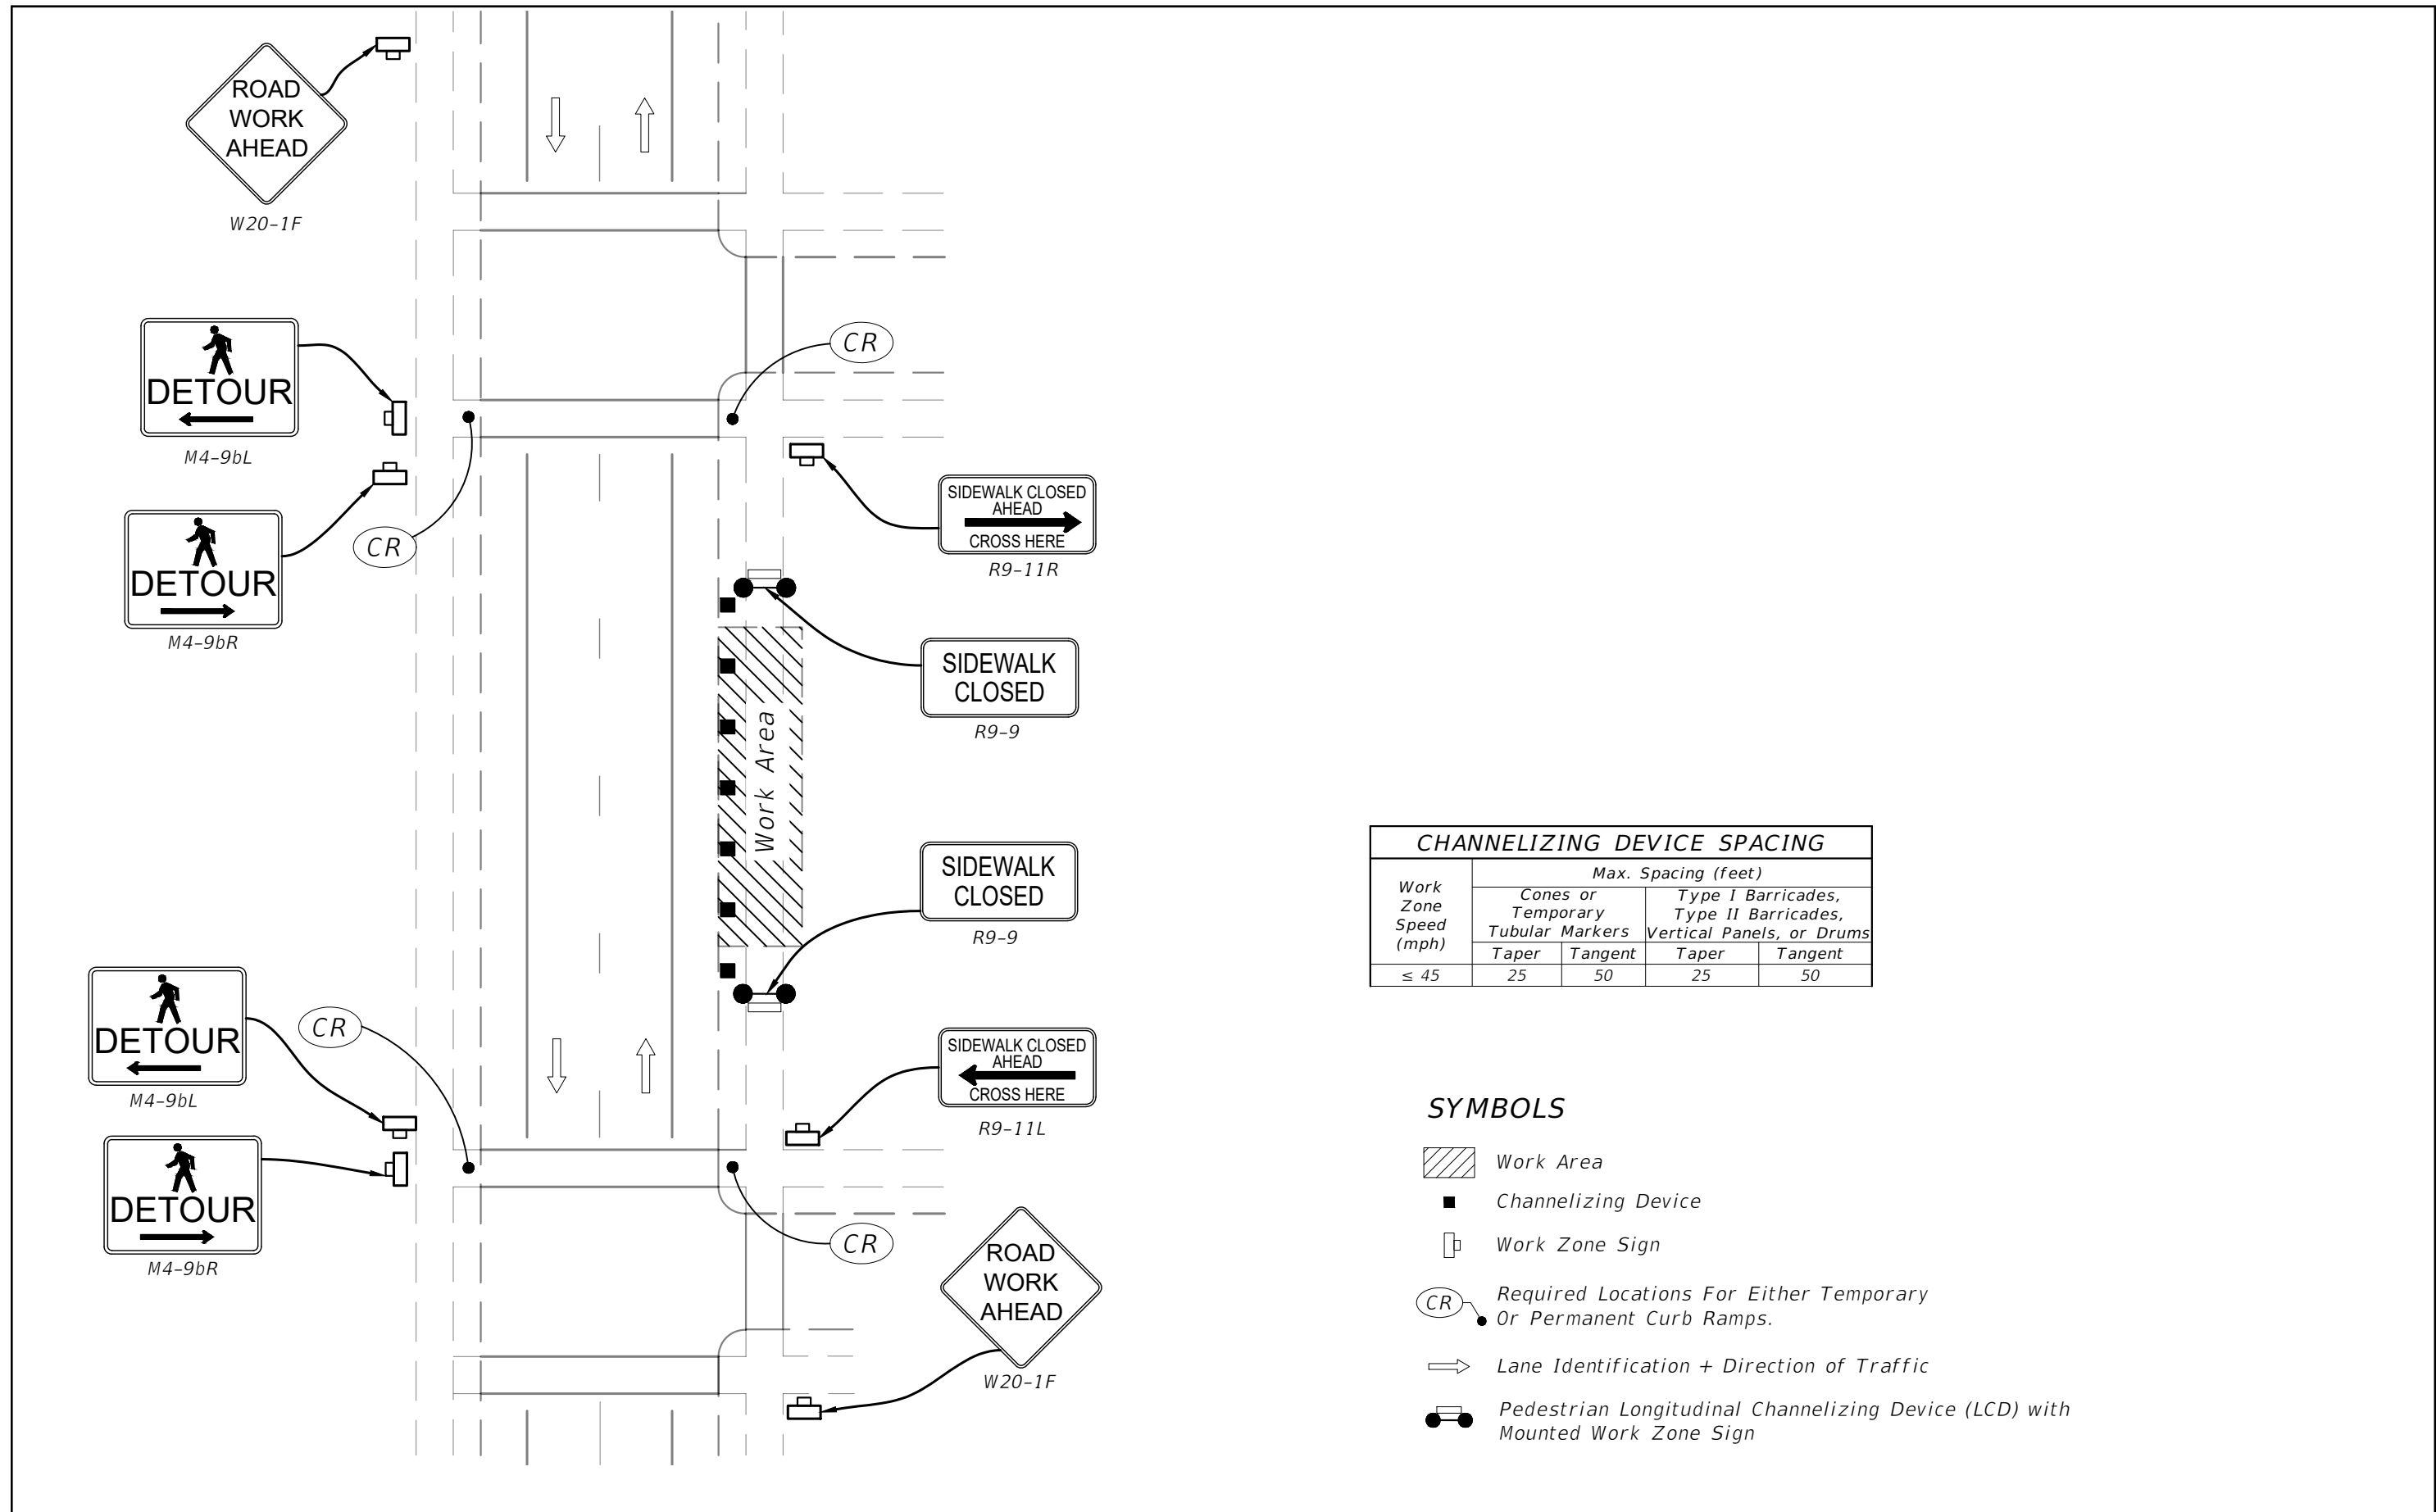 ROAD
WORK
AHEAD
W20-1F
DETOUR
M4-9bL
DETOUR
M4-9bR
CR
CR
SIDEWALK CLOSED
AHEAD
CROSS HERE
R9-11R
SIDEWALK
CLOSED
R9-9
Work Area
SIDEWALK
CLOSED
R9-9
DETOUR
M4-9bL
CR
DETOUR
M4-9bR
SIDEWALK CLOSED
AHEAD
CROSS HERE
R9-11L
CR
ROAD
WORK
AHEAD
W20-1F
CHANNELIZING DEVICE SPACING
Work
Zone
Speed
(mph)
Max. Spacing (feet)
Cones or
Temporary
Tubular Markers
Type I Barricades,
Type II Barricades,
Vertical Panels, or Drums
Taper Tangent Taper Tangent
≤ 45 25 50 25 50
SYMBOLS
Work Area
Channelizing Device
Work Zone Sign
CR
Required Locations For Either Temporary
Or Permanent Curb Ramps.
Lane Identification + Direction of Traffic
Pedestrian Longitudinal Channelizing Device (LCD) with
Mounted Work Zone Sign